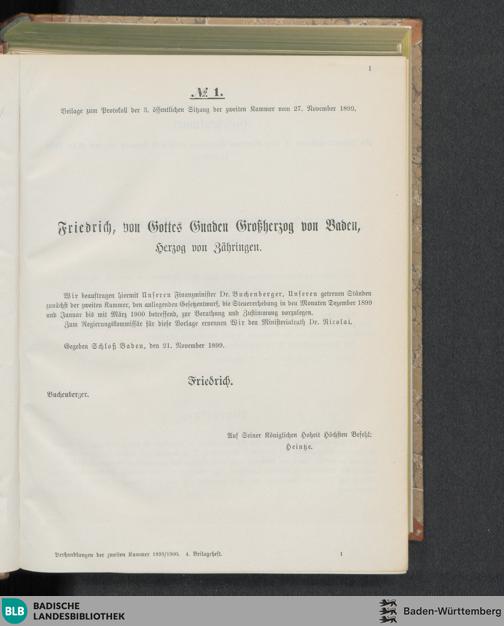 1
№ 1.
Beilage zum Protokoll der 3. öffentlichen Sitzung der zweiten Kammer vom 27. November 1899.
Friedrich, von Gottes Gnaden Großherzog von Baden,
Herzog von Zähringen.
Wir beauftragen hiermit Unseren Finanzminister Dr. Buchenberger, Unseren getreuen Ständen
zunächst der zweiten Kammer, den anliegenden Gesetzentwurf, die Steuererhebung in den Monaten Dezember 1899
und Januar bis mit März 1900 betreffend, zur Berathung und Zustimmung vorzulegen.
Zum Regierungskommissär für diese Vorlage ernennen Wir den Ministerialrath Dr. Nicolai.
Gegeben Schloß Baden, den 21. November 1899.
Friedrich.
Buchenberger.
Auf Seiner Königlichen Hoheit Höchsten Befehl:
Heintze.
Verhandlungen der zweiten Kammer 1899/1900. 4. Beilageheft.
1
BLB BADISCHE
LANDESBIBLIOTHEK
Baden-Württemberg